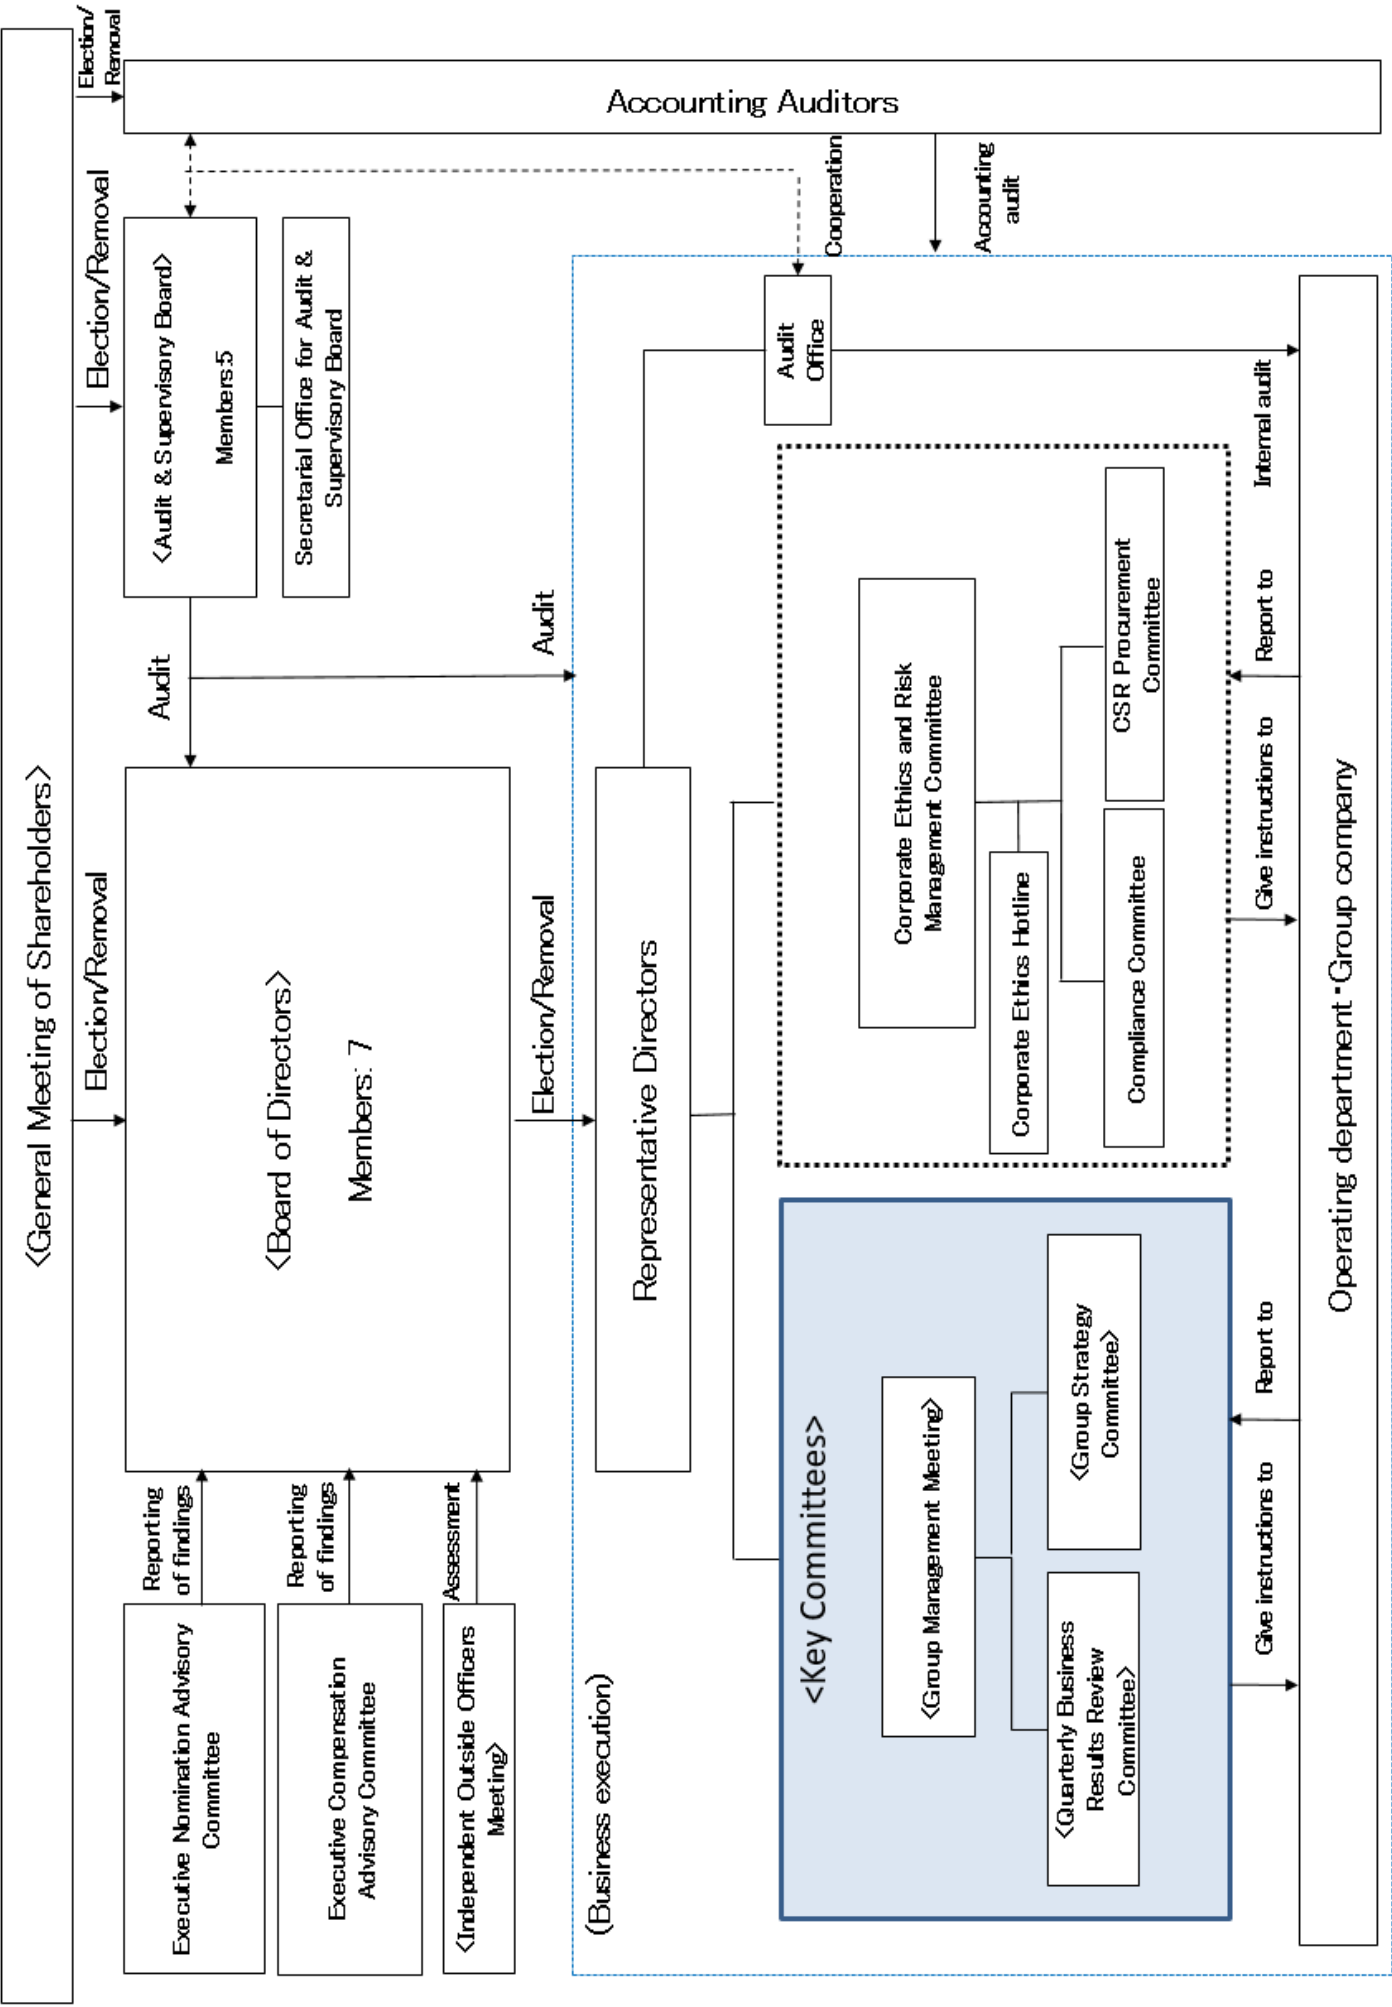 <General Meeting of Shareholders>
Election/Removal
Election/Removal
Election/
Removal
Executive Nomination Advisory
Committee
Reporting
of findings
Executive Compensation
Advisory Committee
Reporting
of findings
<Independent Outside Officers
Meeting>
Assessment
<Board of Directors>
Members: 7
Audit
<Audit & Supervisory Board>
Members:5
Secretarial Office for Audit &
Supervisory Board
Accounting Auditors
Election/Removal
Audit
Cooperation
Accounting
audit
(Business execution)
Representative Directors
Audit
Office
<Key Committees>
<Group Management Meeting>
<Quarterly Business
Results Review
Committee>
<Group Strategy
Committee>
Corporate Ethics and Risk
Management Committee
Corporate Ethics Hotline
Compliance Committee
CSR Procurement
Committee
Give instructions to
Report to
Give instructions to
Report to
Internal audit
Operating department・Group company